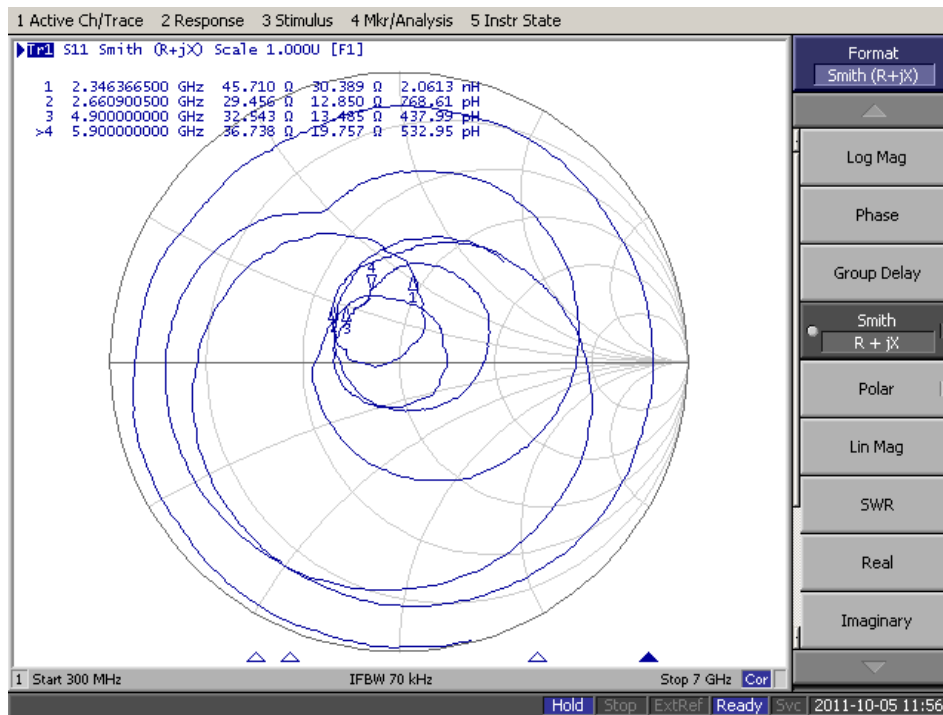 1 Active Ch/Trace 2 Response 3 Stimulus 4 Mkr/Analysis 5 Instr State
Tr1 S11 Smith (R+jX) Scale 1.000U [F1]
1 2.346366500 GHz 45.710 Ω 30.389 Ω 2.0613 nH
2 2.660900500 GHz 29.456 Ω 12.850 Ω 768.61 pH
3 4.900000000 GHz 32.543 Ω 13.485 Ω 437.99 pH
>4 5.900000000 GHz 36.738 Ω 19.757 Ω 532.95 pH
4
1
3
1 Start 300 MHz IFBW 70 kHz Stop 7 GHz Cor
Format
Smith (R+jX)
Log Mag
Phase
Group Delay
Smith
R + jX
Polar
Lin Mag
SWR
Real
Imaginary
Hold Stop ExtRef Ready Svc 2011-10-05 11:56